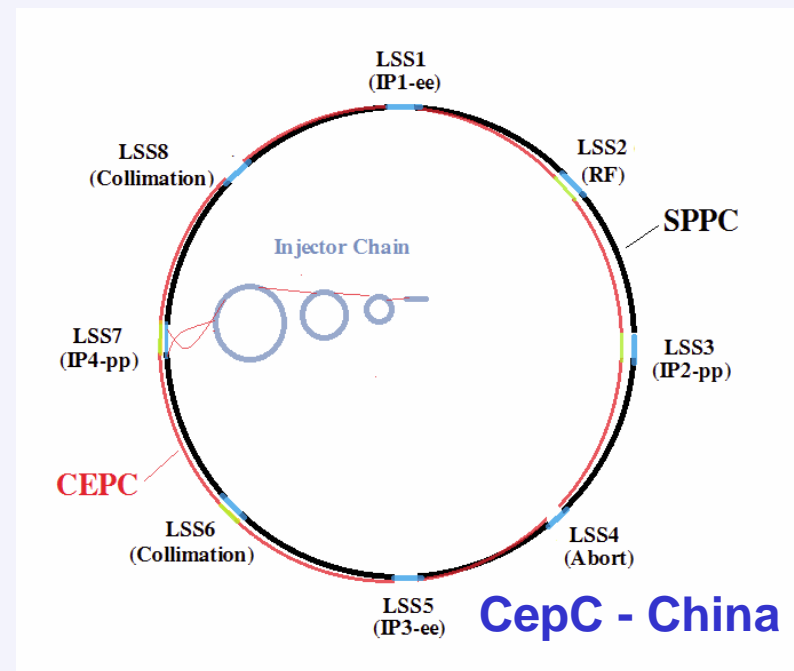 LSS1
(IP1-ee)
LSS8
(Collimation)
LSS2
(RF)
SPPC
Injector Chain
LSS7
(IP4-pp)
LSS3
(IP2-pp)
CEPC
LSS6
(Collimation)
LSS4
(Abort)
LSS5
(IP3-ee)
CepC - China